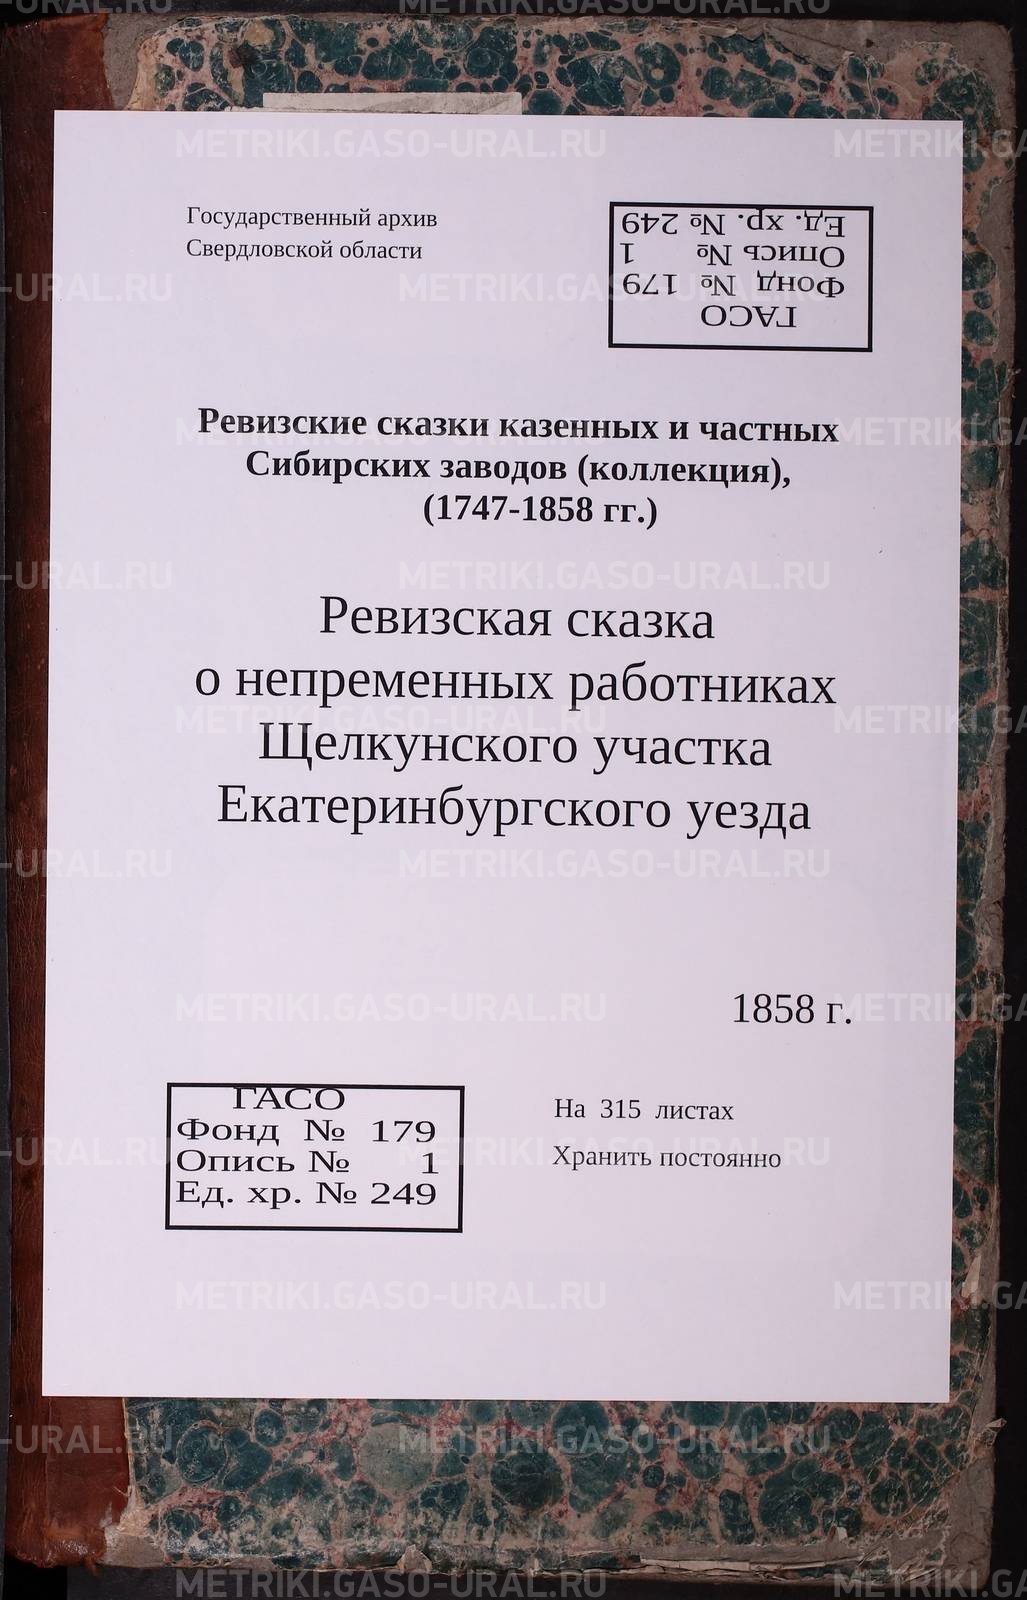 Государственный архив
Свердловской области
ГАСО
Фонд № 179
Опись № 1
Ед. хр. № 249
Ревизские сказки казенных и частных
Сибирских заводов (коллекция),
(1747-1858 гг.)
Ревизская сказка
о непременных работниках
Щелкунского участка
Екатеринбургского уезда
1858 г.
ГАСО
Фонд № 179
Опись № 1
Ед. хр. № 249
На 315 листах
Хранить постоянно
METRIKI.GASO-URAL.RU